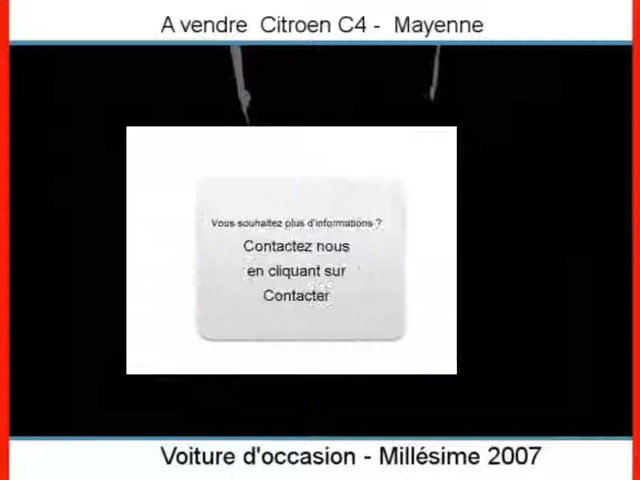 A vendre Citroen C4 - Mayenne
Vous souhaitez plus d'informations ?
Contactez nous
en cliquant sur
Contacter
Voiture d'occasion - Millésime 2007